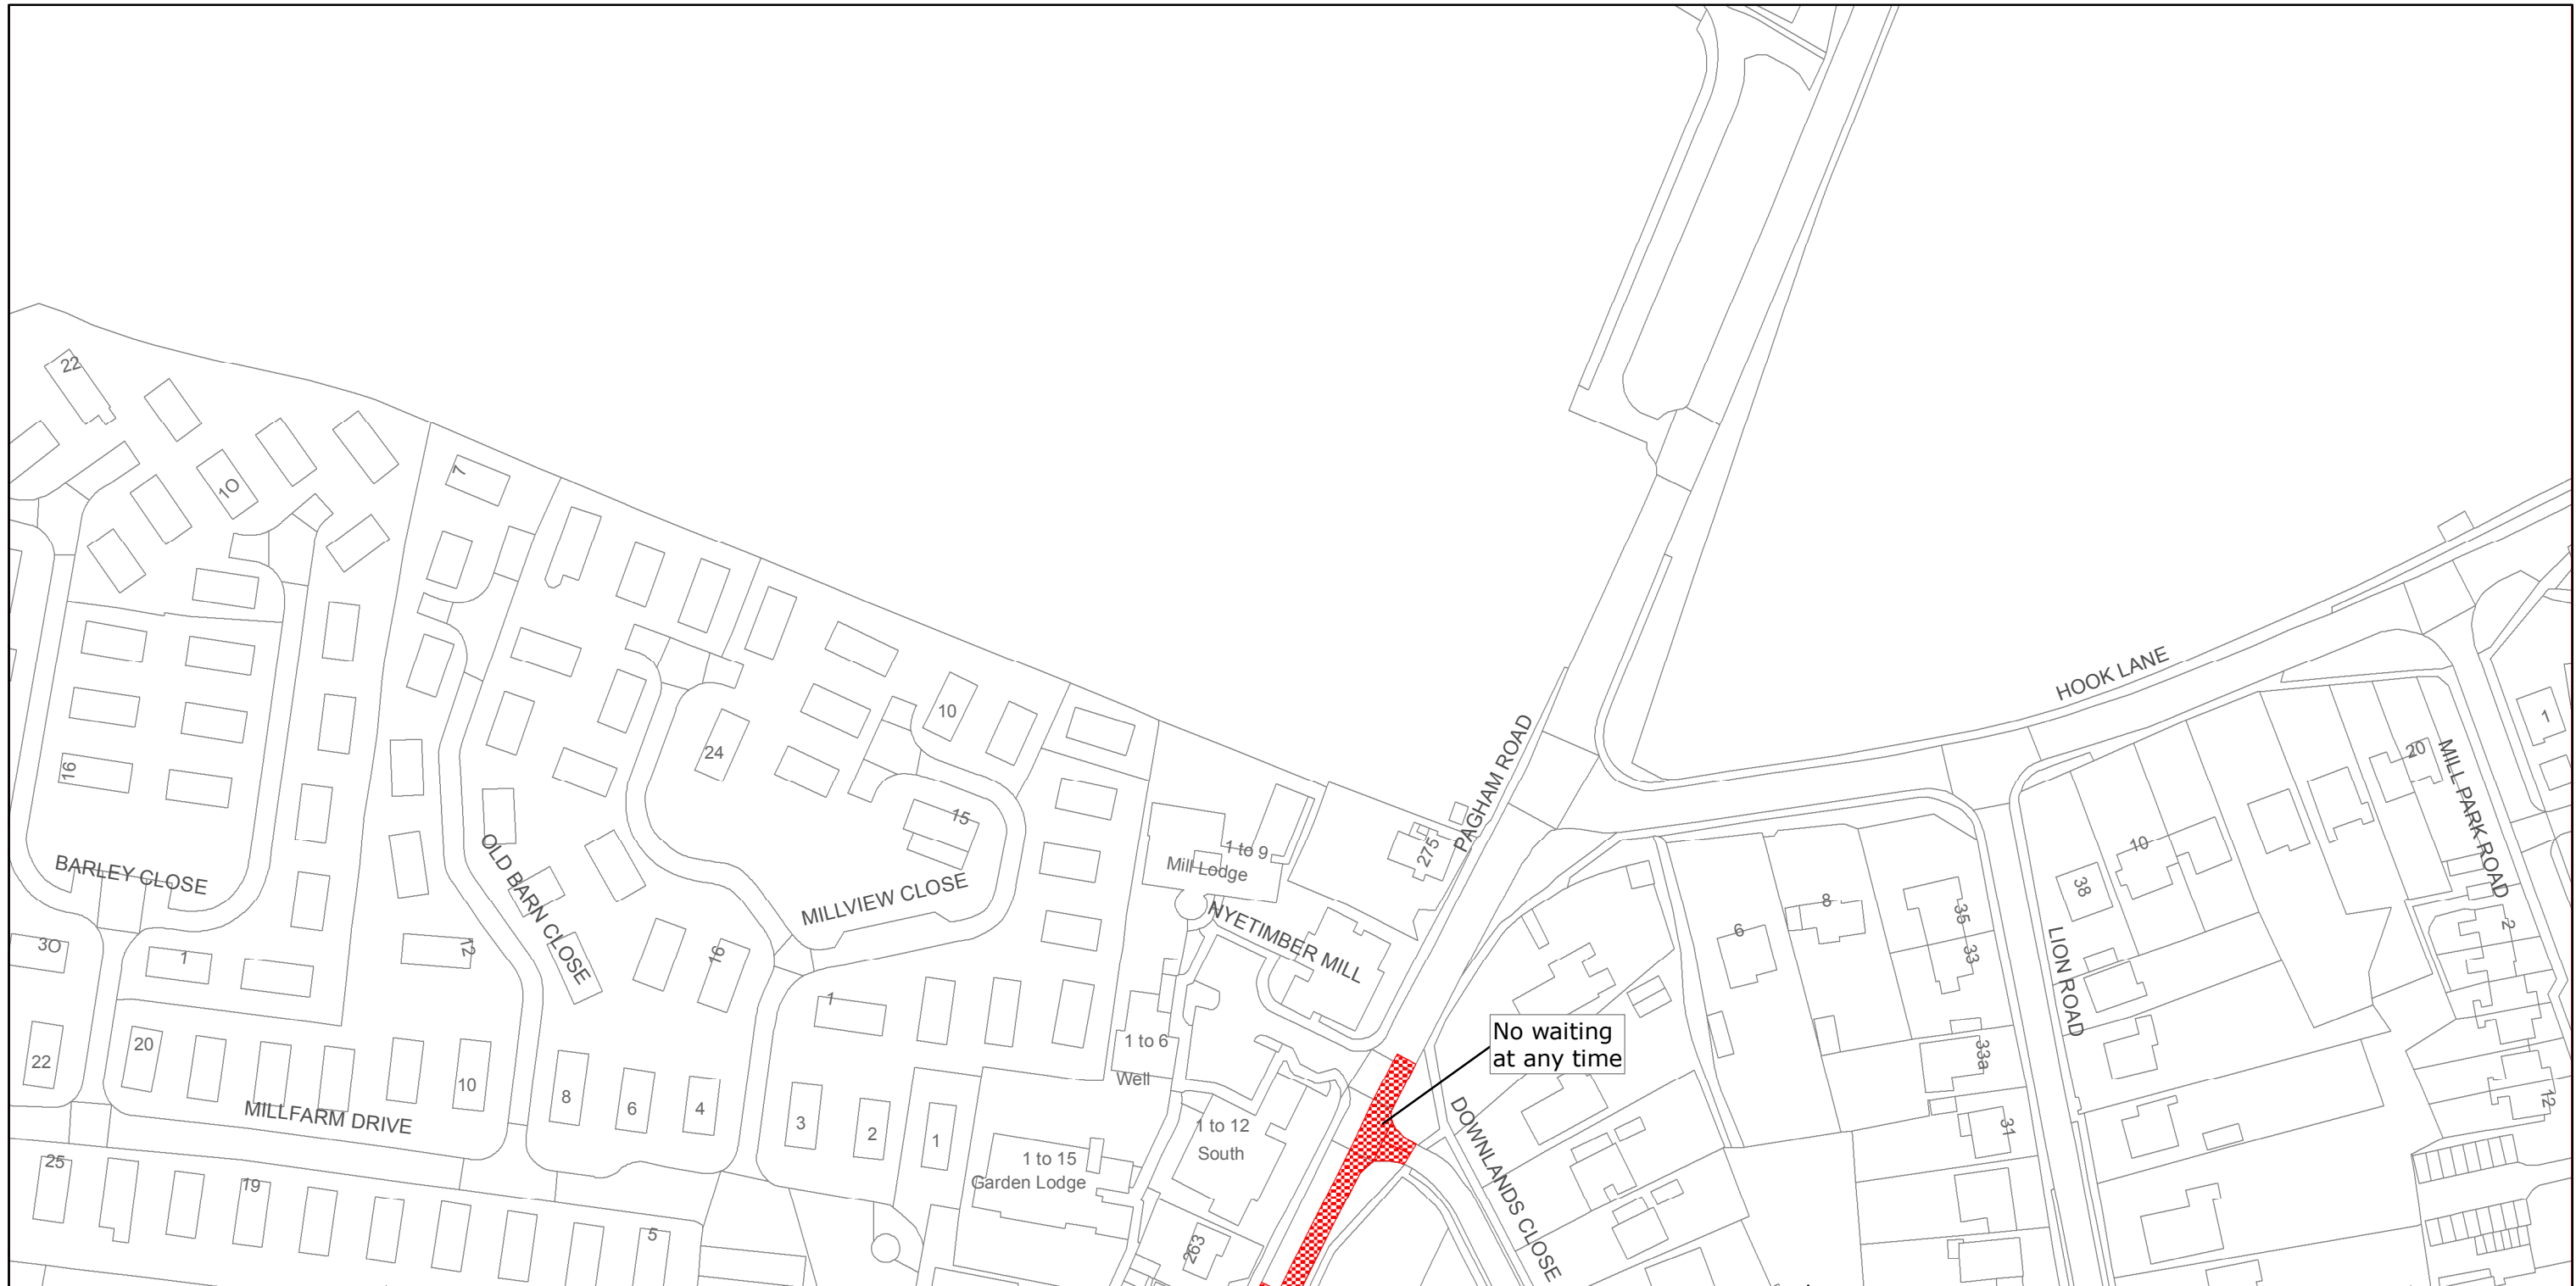 22
7
10
HOOK LANE
10
24
1
20
MILL PARK ROAD
PAGHAM ROAD
16
15
275
1 to 9
Mill Lodge
10
BARLEY CLOSE
OLD BARN CLOSE
MILLVIEW CLOSE
38
8
35
NYETIMBER MILL
6
33
2
30
1
12
16
LION ROAD
1
No waiting
at any time
1 to 6
Well
20
22
10
33a
8
6
4
3
2
1
12
MILLFARM DRIVE
DOWNLANDS CLOSE
1 to 12
South
31
25
19
1 to 15
Garden Lodge
5
263